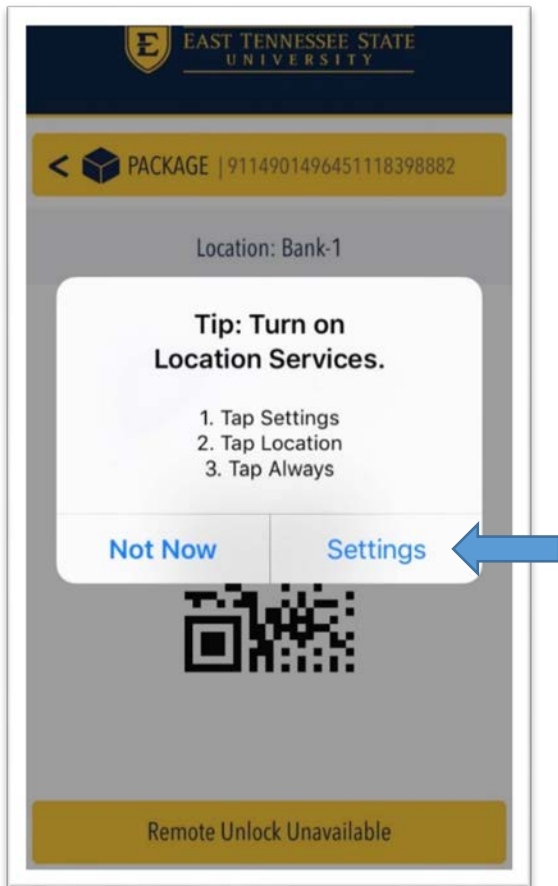 E
EAST TENNESSEE STATE
UNIVERSITY
< PACKAGE | 9114901496451118398882
Location: Bank-1
Tip: Turn on
Location Services.
1. Tap Settings
2. Tap Location
3. Tap Always
Not Now
Settings
Remote Unlock Unavailable